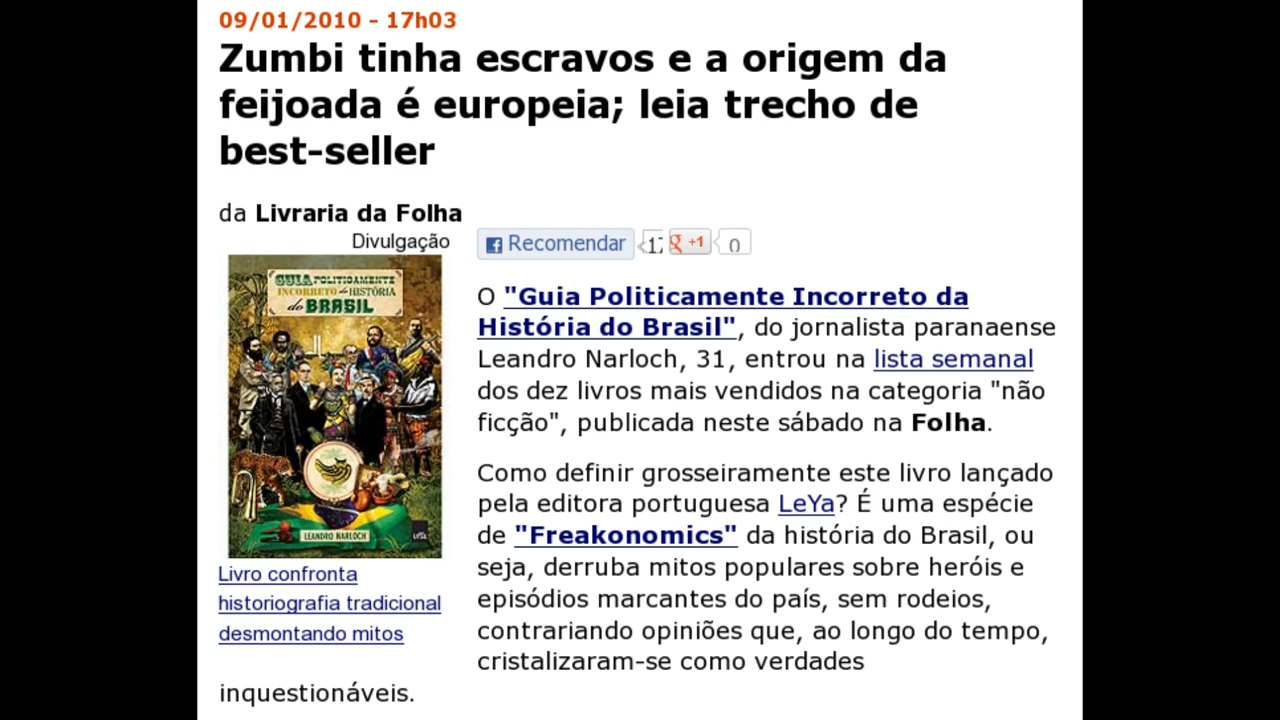 09/01/2010 - 17h03
Zumbi tinha escravos e a origem da
feijoada é europeia; leia trecho de
best-seller
da Livraria da Folha
Divulgação
GUIA POLITICAMENTE
INCORRETO da HISTÓRIA
do BRASIL
LEANDRO NARLOCH
Livro confronta
historiografia tradicional
desmontando mitos
Recomendar
+1
0
O "Guia Politicamente Incorreto da
História do Brasil", do jornalista paranaense
Leandro Narloch, 31, entrou na lista semanal
dos dez livros mais vendidos na categoria "não
ficção", publicada neste sábado na Folha.
Como definir grosseiramente este livro lançado
pela editora portuguesa LeYa? É uma espécie
de "Freakonomics" da história do Brasil, ou
seja, derruba mitos populares sobre heróis e
episódios marcantes do país, sem rodeios,
contrariando opiniões que, ao longo do tempo,
cristalizaram-se como verdades
inquestionáveis.